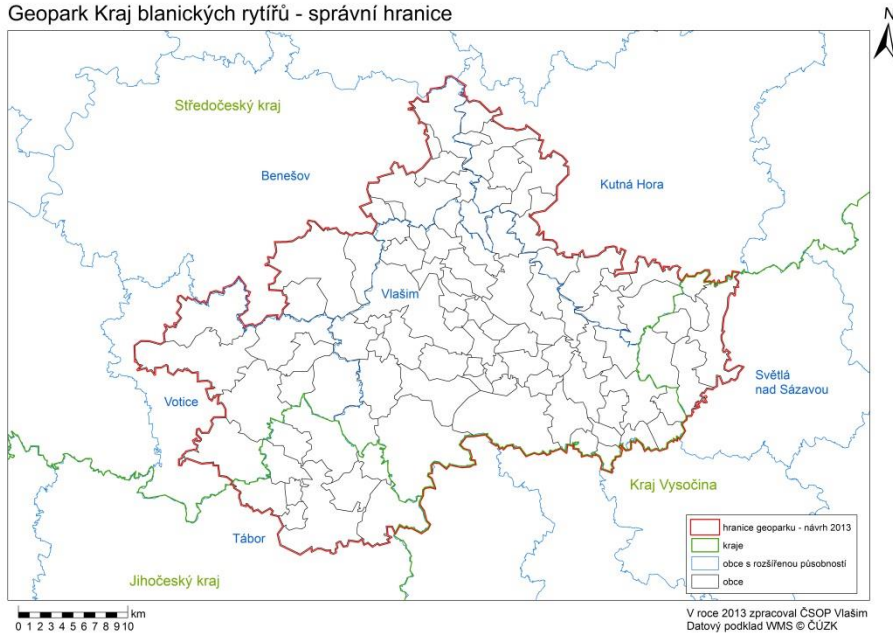 Geopark Kraj blanických rytířů - správní hranice
N
Středočeský kraj
Benešov
Kutná Hora
Vlašim
Světlá
nad Sázavou
Votice
Kraj Vysočina
Tábor
Jihočeský kraj
hranice geoparku - návrh 2013
kraje
obce s rozšířenou působností
obce
km
0 1 2 3 4 5 6 7 8 9 10
V roce 2013 zpracoval ČSOP Vlašim
Datový podklad WMS © ČÚZK